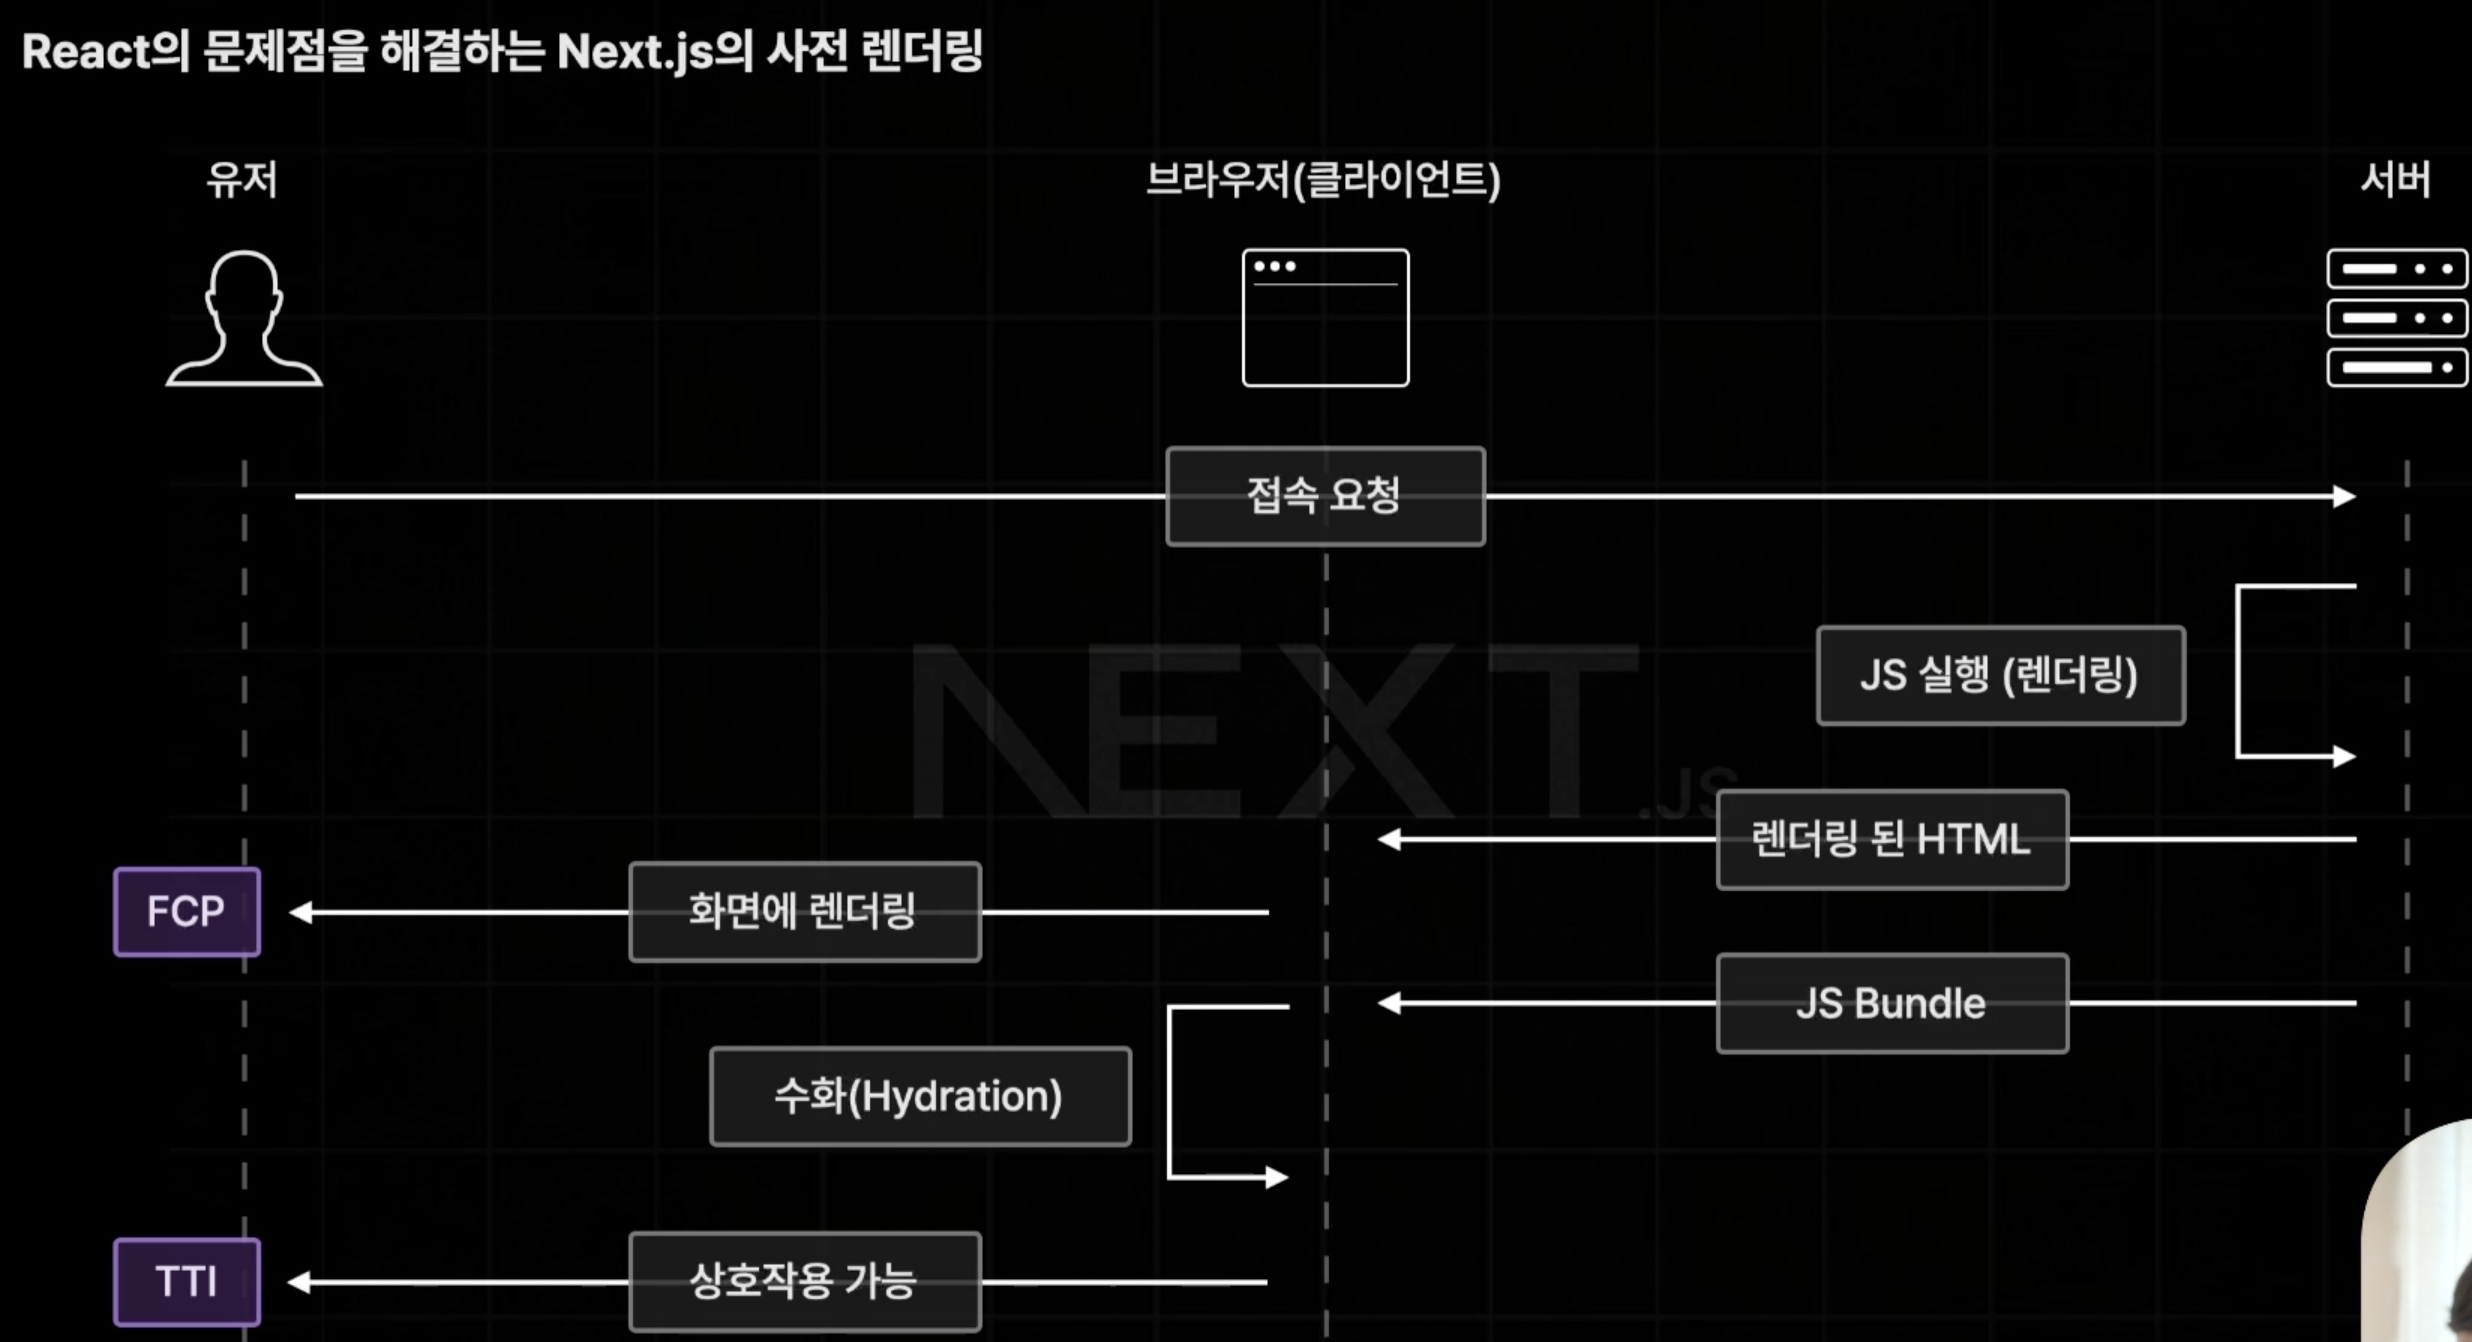 React의 문제점을 해결하는 Next.js의 사전 렌더링
유저
브라우저(클라이언트)
서버
접속 요청
JS 실행 (렌더링)
NEXT.JS
렌더링 된 HTML
FCP
화면에 렌더링
JS Bundle
수화(Hydration)
TTI
상호작용 가능